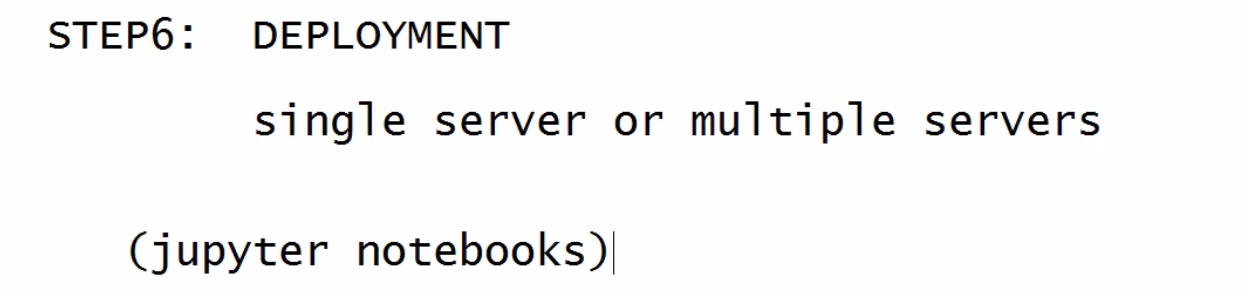 STEP6: DEPLOYMENT
single server or multiple servers
(jupyter notebooks)